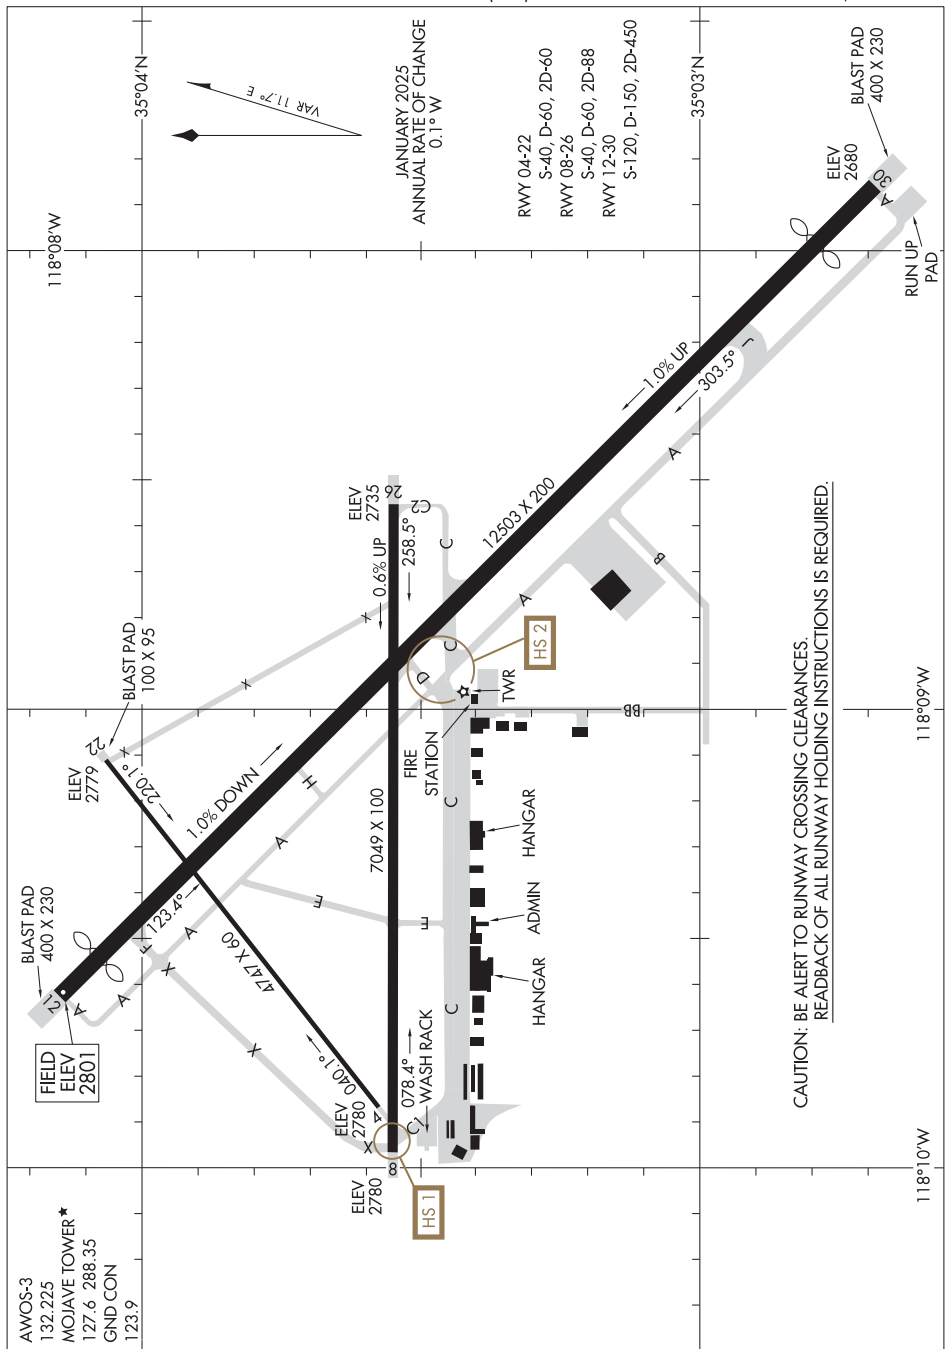 AWOS-3
132.225
MOJAVE TOWER★
127.6 288.35
GND CON
123.9
118°10'W
118°09'W
118°08'W
35°04'N
35°03'N
VAR 11.7° E
JANUARY 2025
ANNUAL RATE OF CHANGE
0.1° W
RWY 04-22
S-40, D-60, 2D-60
RWY 08-26
S-40, D-60, 2D-88
RWY 12-30
S-120, D-150, 2D-450
FIELD
ELEV
2801
BLAST PAD
400 X 230
12
A
A
F
123.4°
A
X
X
X
ELEV
2779
22
220.1°
BLAST PAD
100 X 95
X
X
X
1.0% DOWN
H
A
E
E
4747 X 60
040.1°
4
ELEV
2780
ELEV
2780
8
HS 1
C1
078.4°
WASH RACK
7049 X 100
0.6% UP
258.5°
ELEV
2735
26
C2
C
C
C
C
D
HS 2
FIRE
STATION
TWR
HANGAR
ADMIN
HANGAR
BB
B
A
12503 X 200
A
1.0% UP
303.5°
J
ELEV
2680
30
A
BLAST PAD
400 X 230
RUN UP
PAD
CAUTION: BE ALERT TO RUNWAY CROSSING CLEARANCES.
READBACK OF ALL RUNWAY HOLDING INSTRUCTIONS IS REQUIRED.